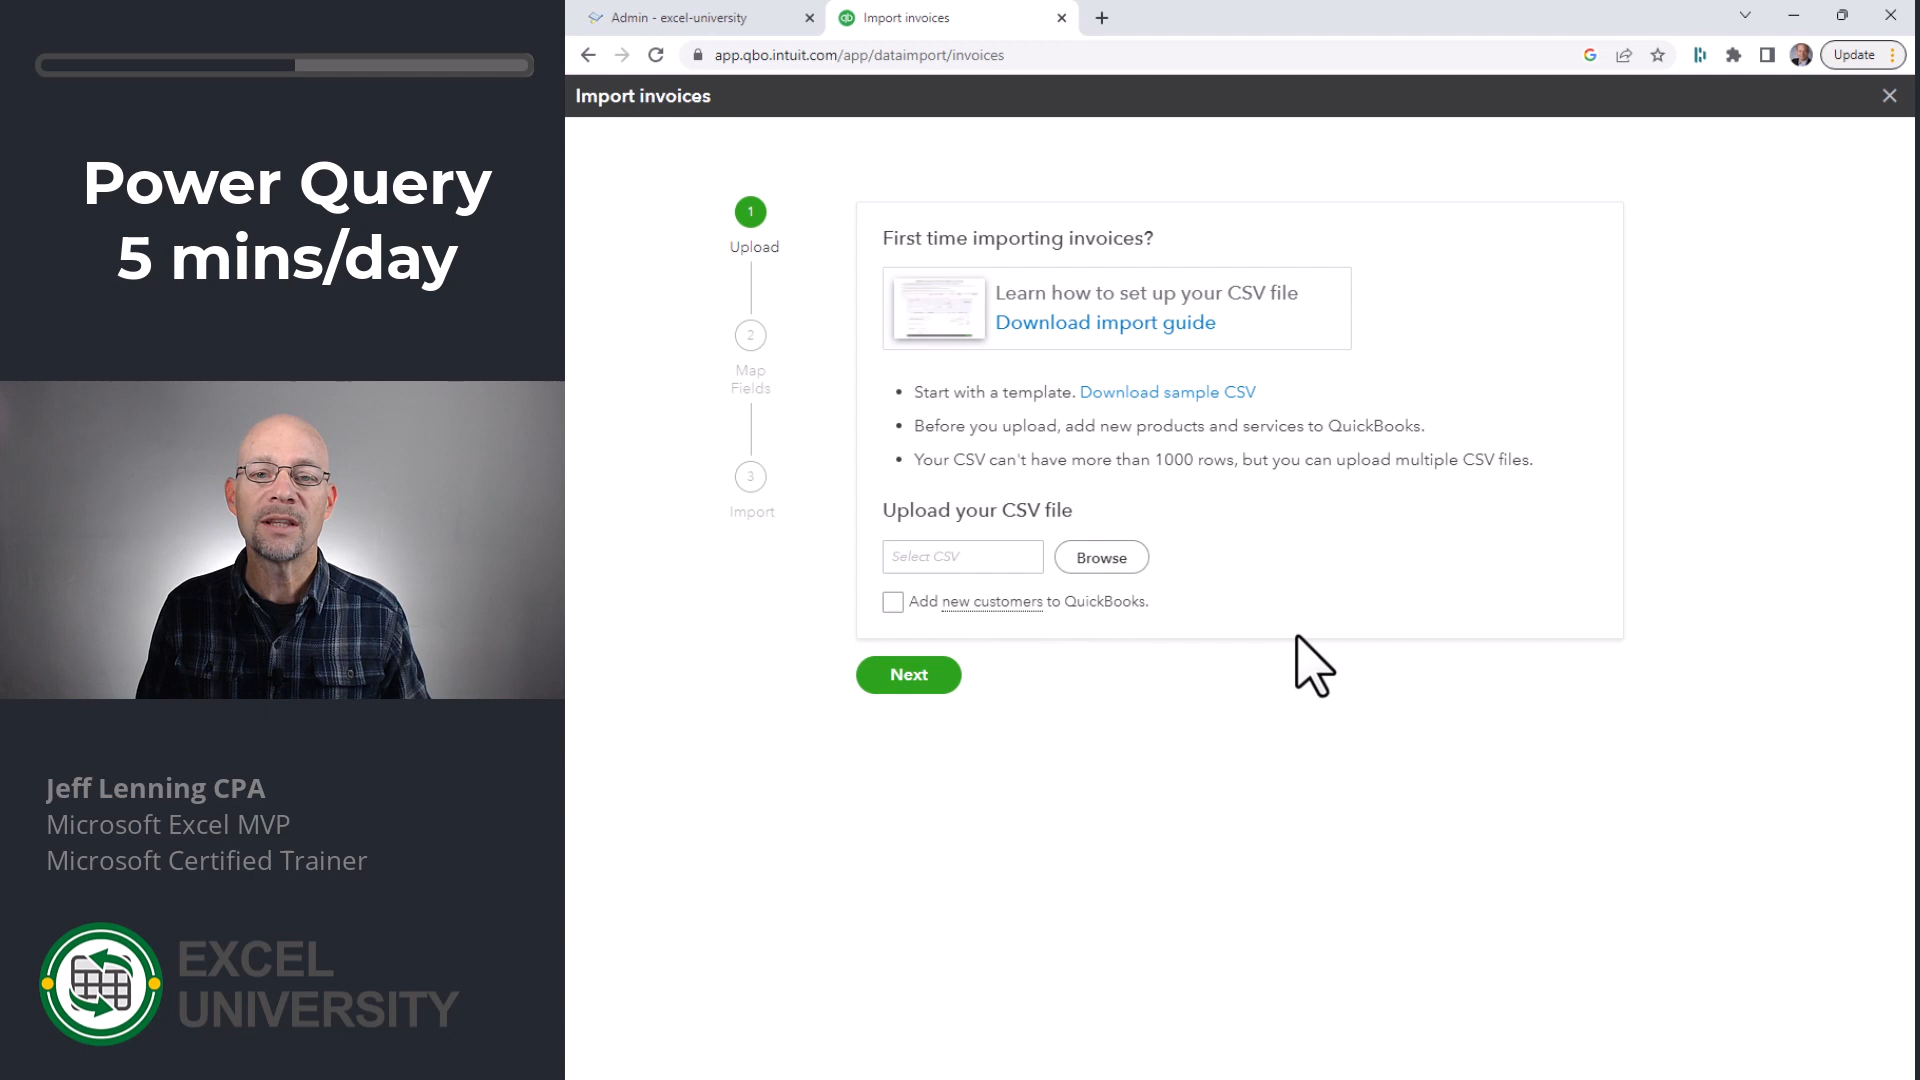 Power Query
5 mins/day
Jeff Lenning CPA
Microsoft Excel MVP
Microsoft Certified Trainer
EXCEL
UNIVERSITY
Admin - excel-university
Import invoices
app.qbo.intuit.com/app/dataimport/invoices
Update
Import invoices
1
Upload
2
Map
Fields
3
Import
First time importing invoices?
Learn how to set up your CSV file
Download import guide
• Start with a template. Download sample CSV
• Before you upload, add new products and services to QuickBooks.
• Your CSV can't have more than 1000 rows, but you can upload multiple CSV files.
Upload your CSV file
Select CSV
Browse
Add new customers to QuickBooks.
Next